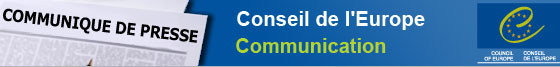 COMMUNIQUE DE PRESSE
Conseil de l'Europe
Communication
COUNCIL CONSEIL
OF EUROPE DE L'EUROPE